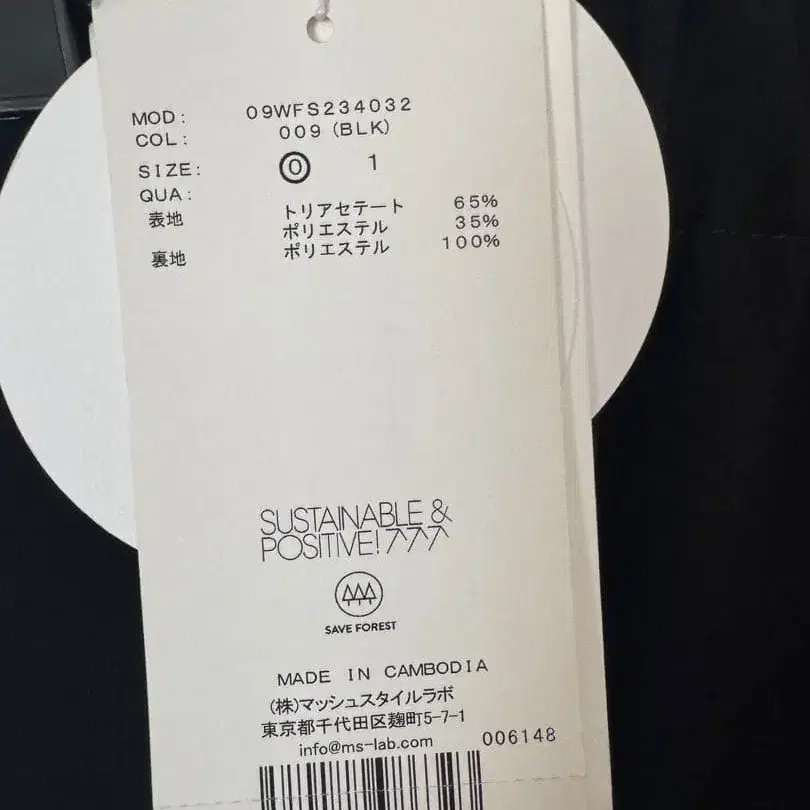 MOD: 09WFS234032
COL: 009 (BLK)
SIZE: 0 1
QUA:
表地 トリアセテート 65%
ポリエステル 35%
裏地 ポリエステル 100%
SUSTAINABLE &
POSITIVE! ↗↗↗
SAVE FOREST
MADE IN CAMBODIA
(株)マッシュスタイルラボ
東京都千代田区麹町5-7-1
info@ms-lab.com 006148